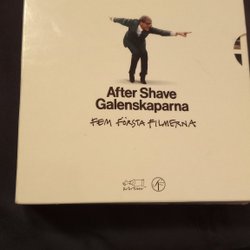 After Shave
Galenskaparna
FEM FÖRSTA FILMERNA